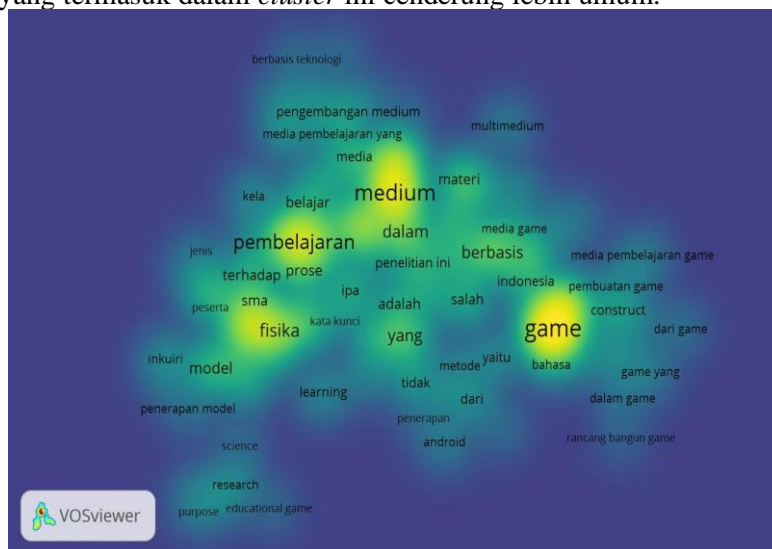 yang termasuk dalam cluster ini cenderung lebih umum.
berbasis teknologi
pengembangan medium
multimedium
media pembelajaran yang
media
medium
materi
kela
belajar
dalam
media game
pembelajaran
berbasis
jenis
media pembelajaran game
penelitian ini
terhadap
prose
indonesia
pembuatan game
ipa
sma
adalah
salah
peserta
construct
kata kunci
fisika
yang
game
dari game
inkuiri
model
metode
yaitu
bahasa
game yang
tidak
learning
dari
dalam game
penerapan model
penerapan
android
rancang bangun game
science
research
purpose
educational game
VOSviewer